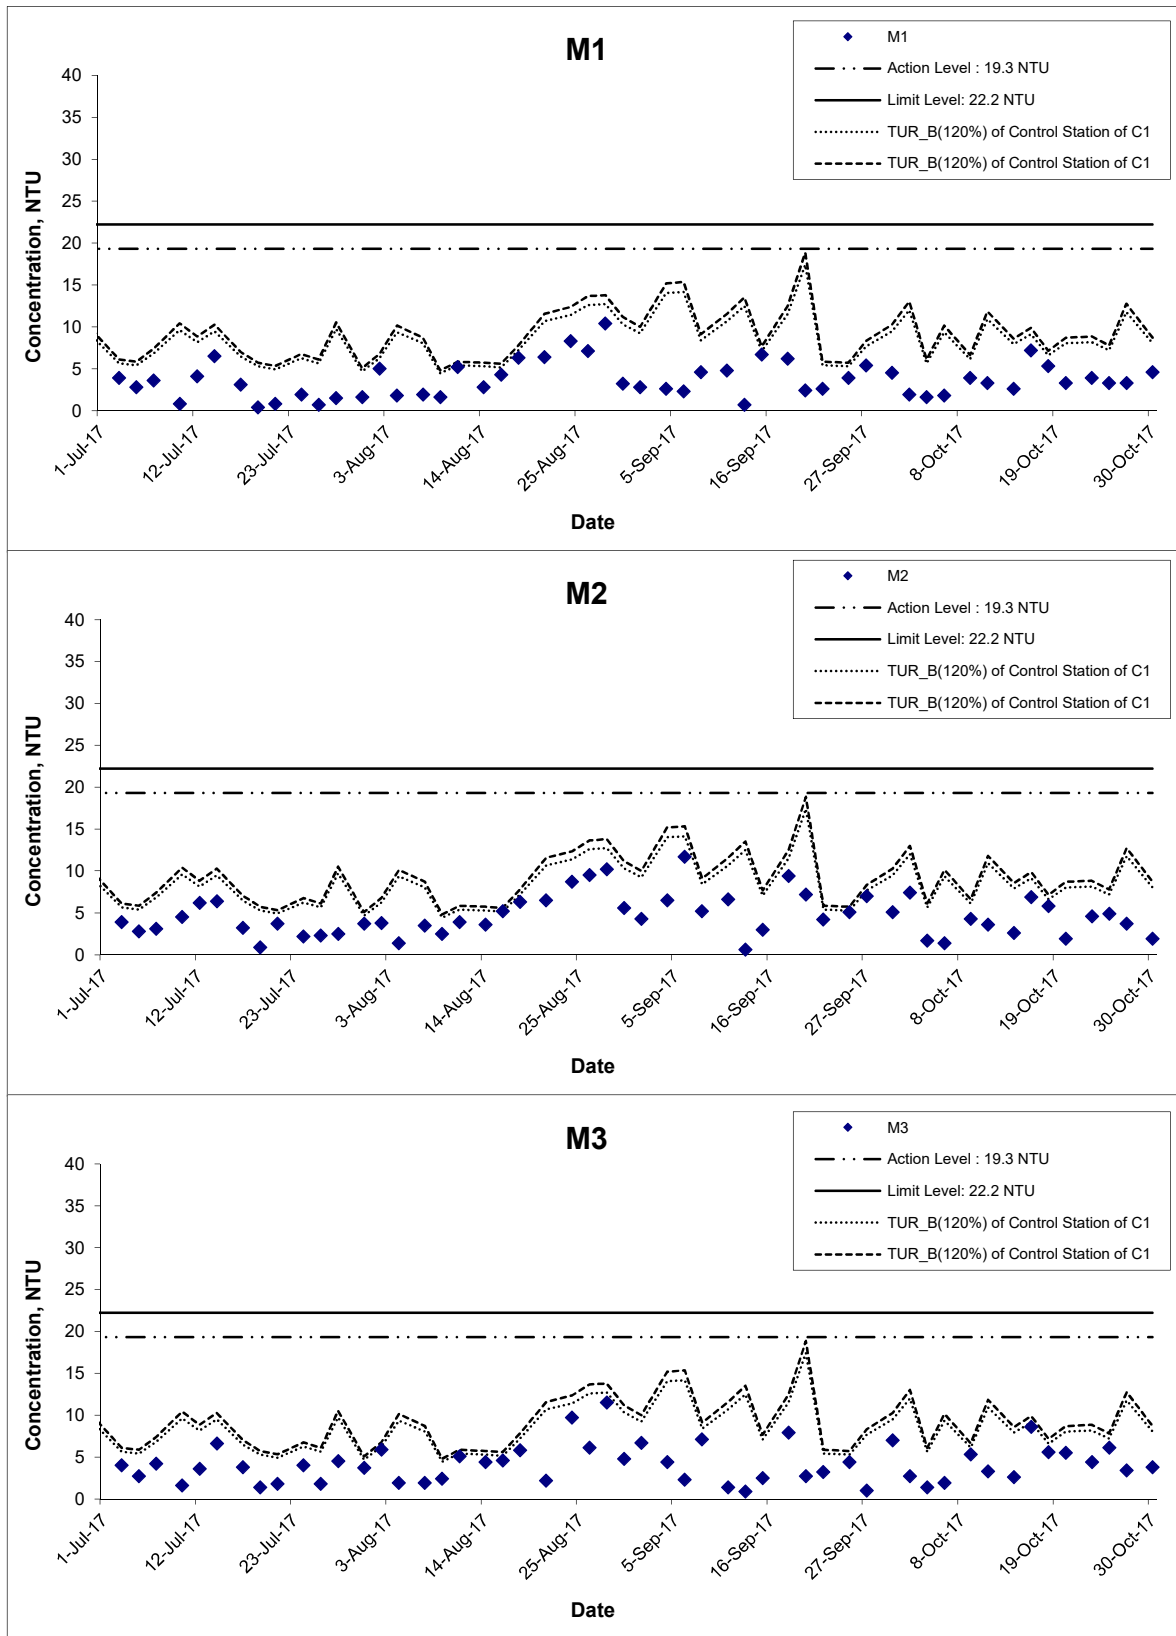 M1
M1
Action Level : 19.3 NTU
Limit Level: 22.2 NTU
TUR_B(120%) of Control Station of C1
TUR_B(120%) of Control Station of C1
Concentration, NTU
40
35
30
25
20
15
10
5
0
1-Jul-17
12-Jul-17
23-Jul-17
3-Aug-17
14-Aug-17
25-Aug-17
5-Sep-17
16-Sep-17
27-Sep-17
8-Oct-17
19-Oct-17
30-Oct-17
Date
M2
M2
Action Level : 19.3 NTU
Limit Level: 22.2 NTU
TUR_B(120%) of Control Station of C1
TUR_B(120%) of Control Station of C1
Concentration, NTU
40
35
30
25
20
15
10
5
0
1-Jul-17
12-Jul-17
23-Jul-17
3-Aug-17
14-Aug-17
25-Aug-17
5-Sep-17
16-Sep-17
27-Sep-17
8-Oct-17
19-Oct-17
30-Oct-17
Date
M3
M3
Action Level : 19.3 NTU
Limit Level: 22.2 NTU
TUR_B(120%) of Control Station of C1
TUR_B(120%) of Control Station of C1
Concentration, NTU
40
35
30
25
20
15
10
5
0
1-Jul-17
12-Jul-17
23-Jul-17
3-Aug-17
14-Aug-17
25-Aug-17
5-Sep-17
16-Sep-17
27-Sep-17
8-Oct-17
19-Oct-17
30-Oct-17
Date